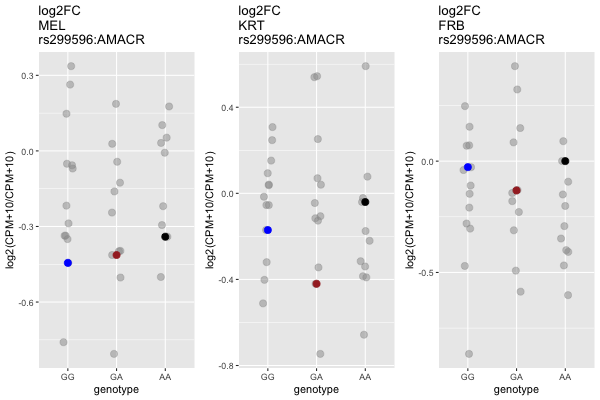 log2FC
MEL
rs299596:AMACR
log2(CPM+10/CPM+10)
0.3
0.0
-0.3
-0.6
GG GA AA
genotype
log2FC
KRT
rs299596:AMACR
log2(CPM+10/CPM+10)
0.4
0.0
-0.4
-0.8
GG GA AA
genotype
log2FC
FRB
rs299596:AMACR
log2(CPM+10/CPM+10)
0.0
-0.5
GG GA AA
genotype